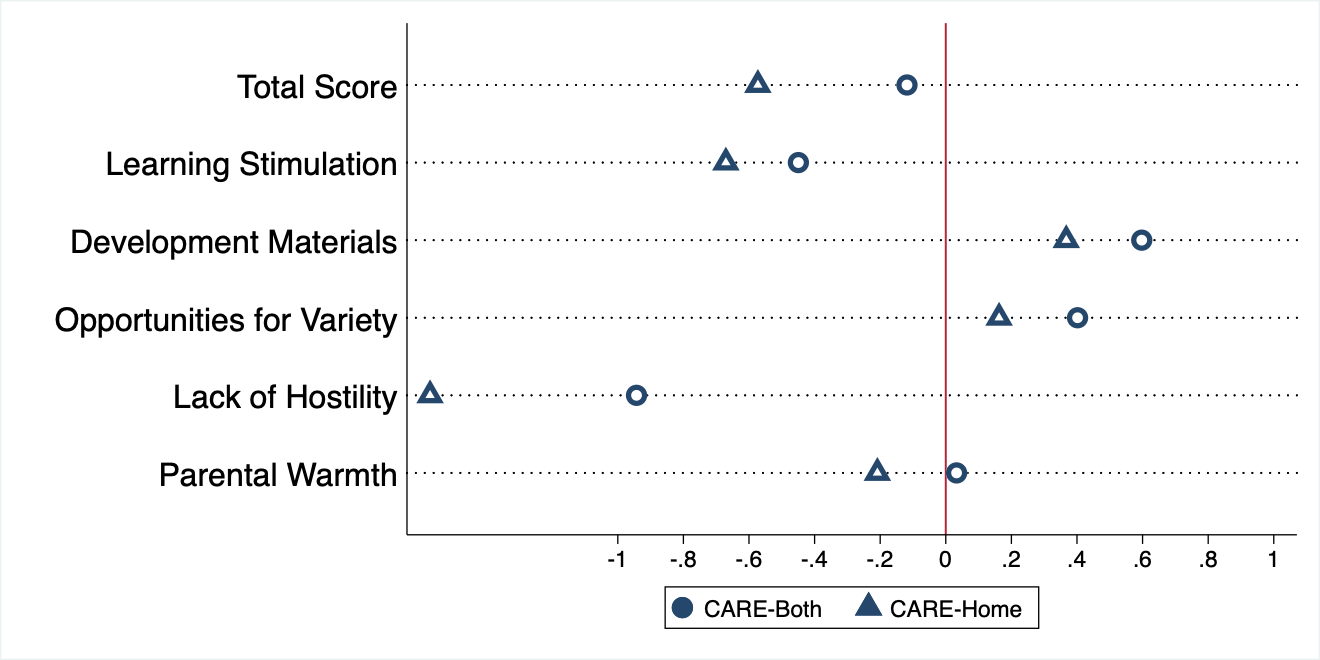 Total Score
Learning Stimulation
Development Materials
Opportunities for Variety
Lack of Hostility
Parental Warmth
-1 -.8 -.6 -.4 -.2 0 .2 .4 .6 .8 1
CARE-Both CARE-Home